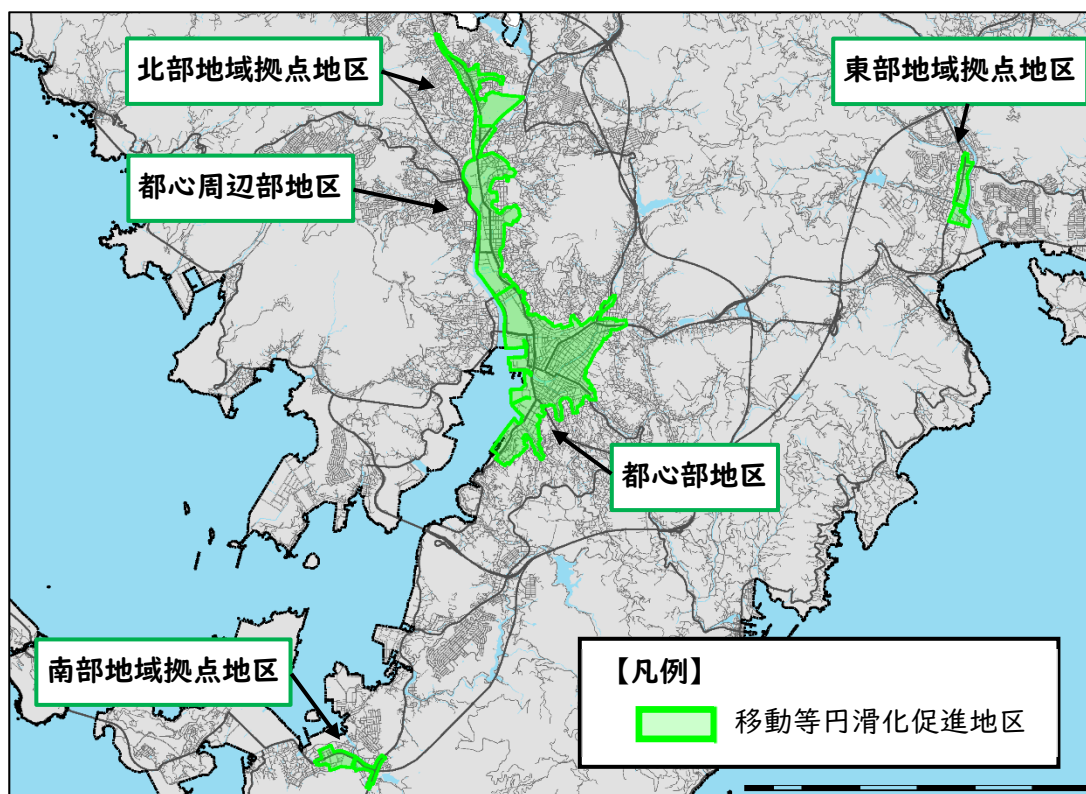 北部地域拠点地区
東部地域拠点地区
都心周辺部地区
都心部地区
南部地域拠点地区
【凡例】
移動等円滑化促進地区